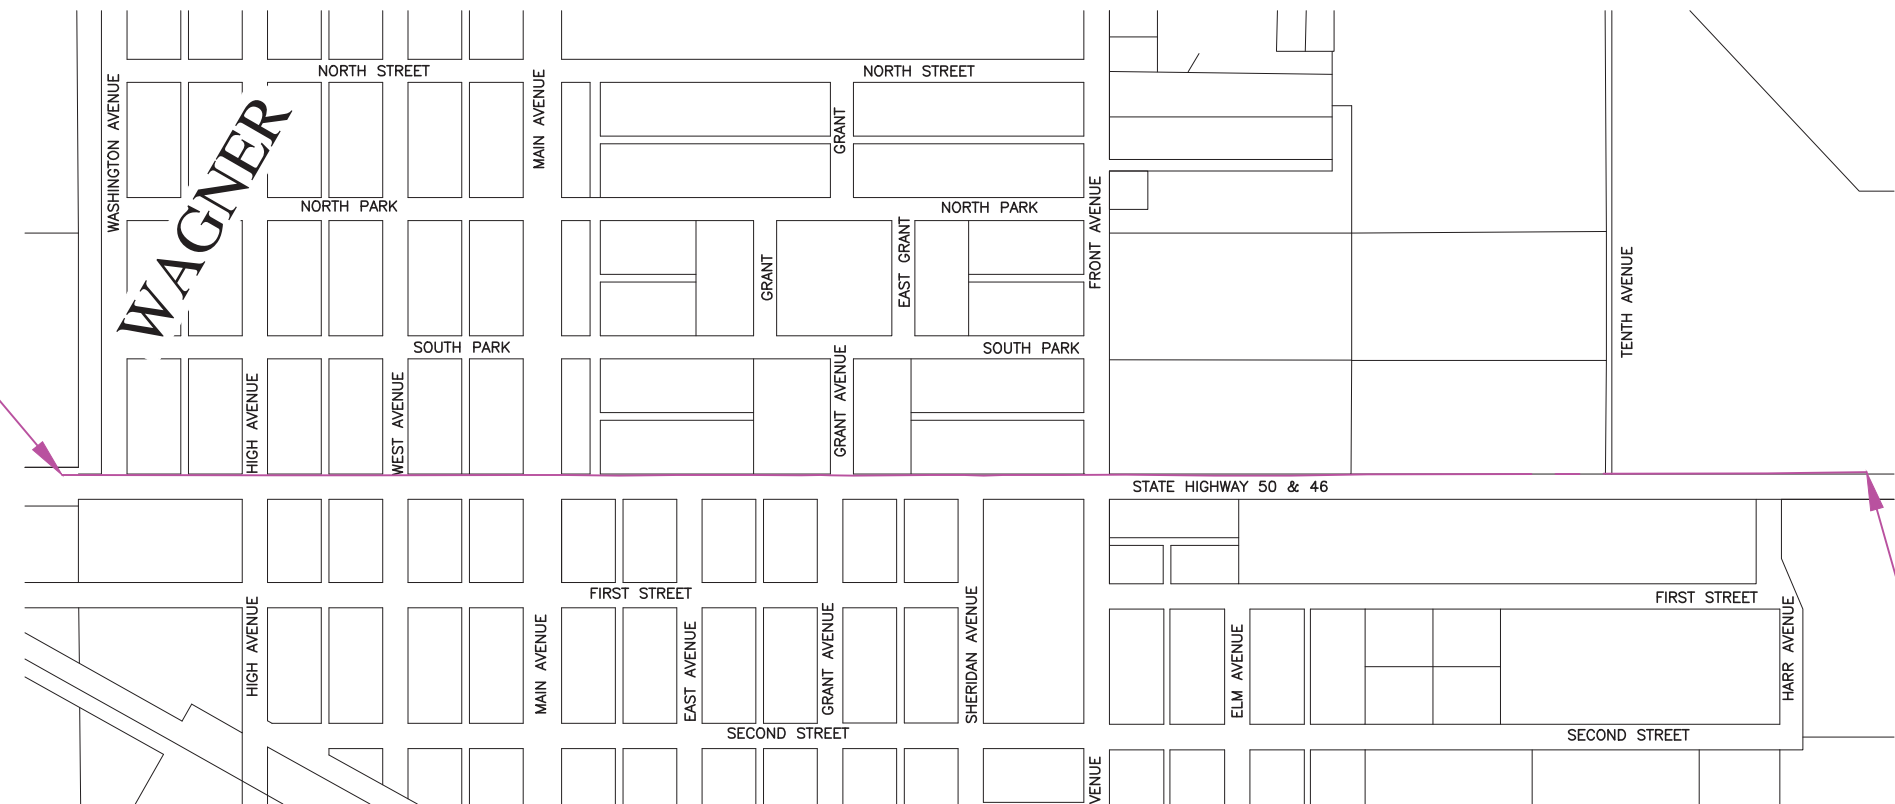 NORTH STREET
NORTH STREET
WASHINGTON AVENUE
MAIN AVENUE
GRANT
WAGNER
NORTH PARK
NORTH PARK
FRONT AVENUE
GRANT
EAST GRANT
TENTH AVENUE
SOUTH PARK
SOUTH PARK
HIGH AVENUE
WEST AVENUE
GRANT AVENUE
STATE HIGHWAY 50 & 46
FIRST STREET
FIRST STREET
HIGH AVENUE
MAIN AVENUE
EAST AVENUE
GRANT AVENUE
SHERIDAN AVENUE
ELM AVENUE
HARR AVENUE
SECOND STREET
SECOND STREET
VENUE